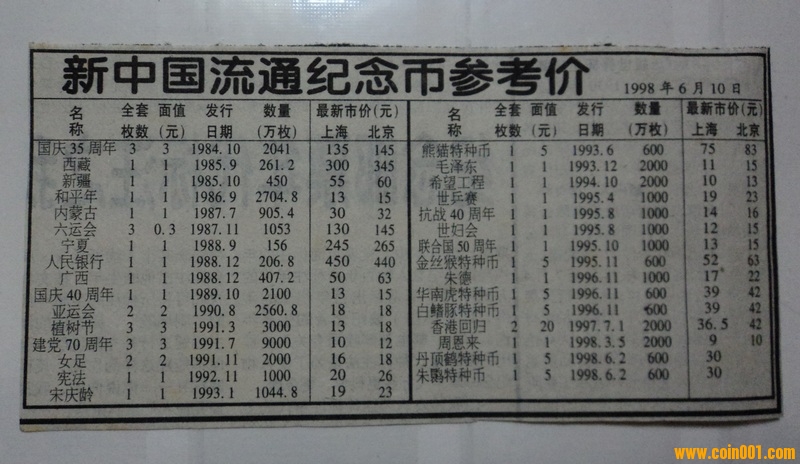 新中国流通纪念币参考价 1998年6月10日
名称 全套枚数 面值(元) 发行日期 数量(万枚) 最新市价(元) 上海 北京
国庆35周年 3 3 1984.10 2041 135 145
西藏 1 1 1985.9 261.2 300 345
新疆 1 1 1985.10 450 55 60
和平年 1 1 1986.9 2704.8 13 15
内蒙古 1 1 1987.7 905.4 30 32
六运会 3 0.3 1987.11 1053 130 145
宁夏 1 1 1988.9 156 245 265
人民银行 1 1 1988.12 206.8 450 440
广西 1 1 1988.12 407.2 50 63
国庆40周年 1 1 1989.10 2100 13 15
亚运会 2 2 1990.8 2560.8 18 18
植树节 3 3 1991.3 3000 13 18
建党70周年 3 3 1991.7 9000 10 12
女足 2 2 1991.11 2000 16 18
宪法 1 1 1992.11 1000 20 26
宋庆龄 1 1 1993.1 1044.8 19 23
名称 全套枚数 面值(元) 发行日期 数量(万枚) 最新市价(元) 上海 北京
熊猫特种币 1 5 1993.6 600 75 83
毛泽东 1 1 1993.12 2000 11 15
希望工程 1 1 1994.10 2000 10 13
世乒赛 1 1 1995.4 1000 19 23
抗战40周年 1 1 1995.8 1000 14 16
世妇会 1 1 1995.8 1000 12 15
联合国50周年 1 1 1995.10 1000 13 15
金丝猴特种币 1 5 1995.11 600 52 63
朱德 1 1 1996.11 1000 17 22
华南虎特种币 1 5 1996.11 600 39 42
白鳍豚特种币 1 5 1996.11 600 39 42
香港回归 2 20 1997.7.1 2000 36.5 42
周恩来 1 1 1998.3.5 2000 9 10
丹顶鹤特种币 1 5 1998.6.2 600 30
朱鹮特种币 1 5 1998.6.2 600 30
www.coin001.com